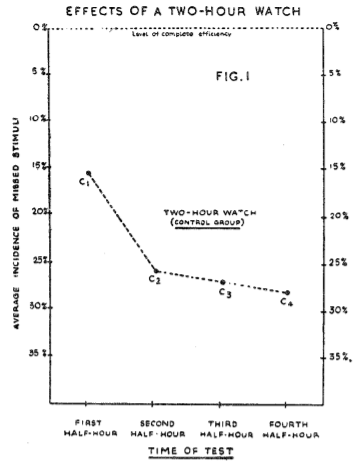 EFFECTS OF A TWO-HOUR WATCH
0%
0%
Level of complete efficiency
5%
5%
FIG.1
10%
10%
15%
15%
C1
20%
20%
TWO-HOUR WATCH
(CONTROL GROUP)
25%
25%
C2
C3
C4
30%
30%
35%
35%
AVERAGE INCIDENCE OF MISSED STIMULI
FIRST HALF-HOUR
SECOND HALF-HOUR
THIRD HALF-HOUR
FOURTH HALF-HOUR
TIME OF TEST